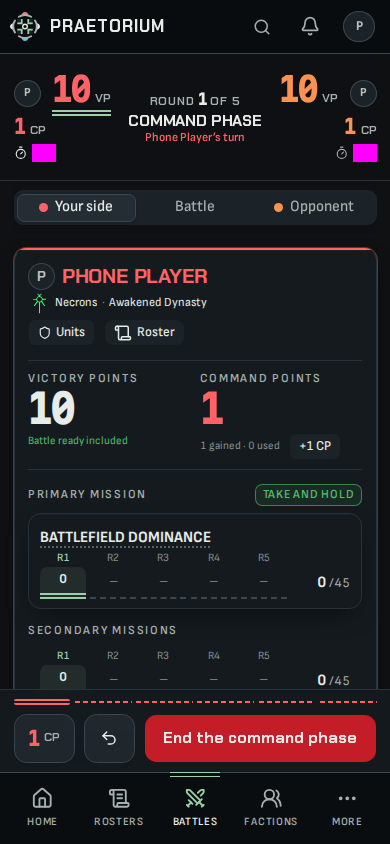 PRAETORIUM
P
P
10 VP
1 CP
ROUND 1 OF 5
COMMAND PHASE
Phone Player's turn
10 VP
P
1 CP
Your side
Battle
Opponent
P
PHONE PLAYER
Necrons · Awakened Dynasty
Units
Roster
VICTORY POINTS
10
Battle ready included
COMMAND POINTS
1
1 gained · 0 used
+1 CP
PRIMARY MISSION
TAKE AND HOLD
BATTLEFIELD DOMINANCE
R1 R2 R3 R4 R5
0 – – – – 0 /45
SECONDARY MISSIONS
R1 R2 R3 R4 R5
0 – – – – 0 /45
1 CP
End the command phase
HOME
ROSTERS
BATTLES
FACTIONS
MORE